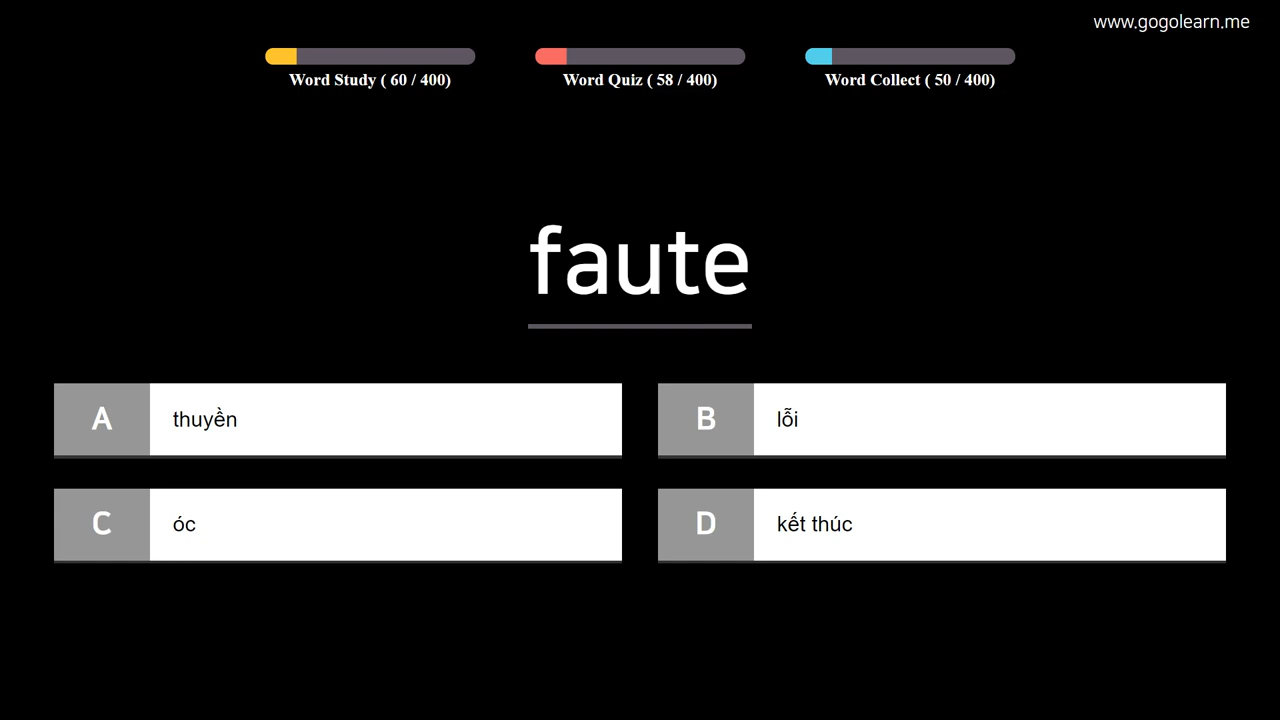 www.gogolearn.me
Word Study ( 60 / 400)
Word Quiz ( 58 / 400)
Word Collect ( 50 / 400)
faute
A thuyền
B lỗi
C óc
D kết thúc